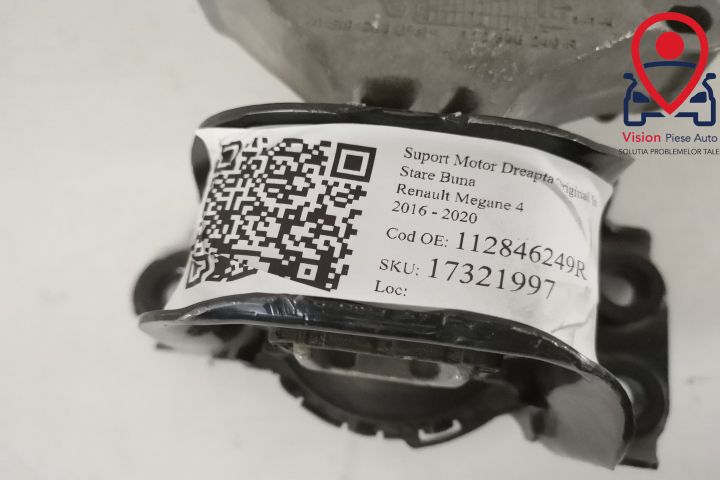 Vision Piese Auto
SOLUTIA PROBLEMELOR TALE
Suport Motor Dreapta Original In
Stare Buna
Renault Megane 4
2016 - 2020
Cod OE: 112846249R
SKU: 17321997
Loc: